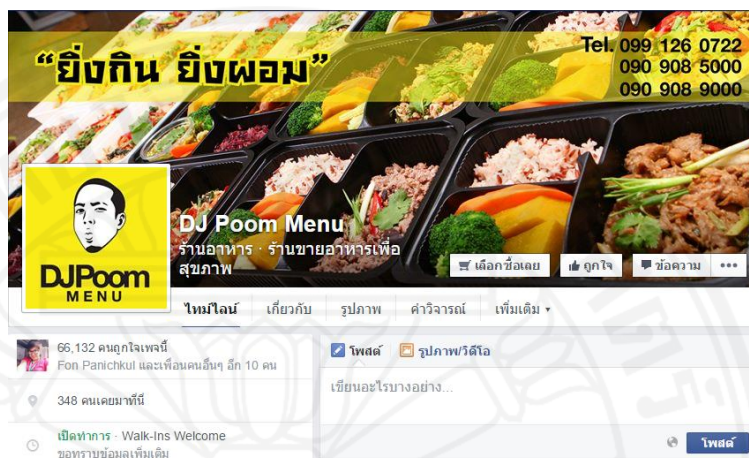 “ยิ่งกิน ยิ่งผอม”
Tel. 099 126 0722
090 908 5000
090 908 9000
DJPoom
MENU
DJ Poom Menu
ร้านอาหาร · ร้านขายอาหารเพื่อ
สุขภาพ
เลือกซื้อเลย ถูกใจ ข้อความ •••
ไทม์ไลน์ เกี่ยวกับ รูปภาพ คำวิจารณ์ เพิ่มเติม
66,132 คนถูกใจเพจนี้
Fon Panichkul และเพื่อนคนอื่นๆ อีก 10 คน
348 คนเคยมาที่นี่
เปิดทำการ · Walk-Ins Welcome
ขอทราบข้อมูลเพิ่มเติม
โพสต์ รูปภาพ/วิดีโอ
เขียนอะไรบางอย่าง...
โพสต์